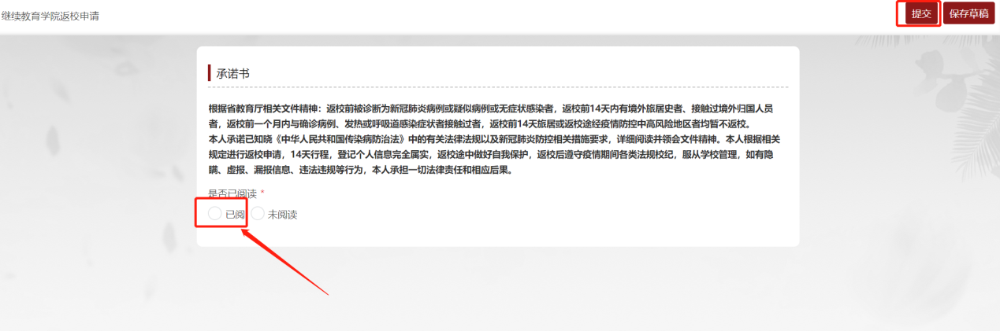 继续教育学院返校申请
提交 保存草稿
承诺书
根据省教育厅相关文件精神：返校前被诊断为新冠肺炎病例或疑似病例或无症状感染者，返校前14天内有境外旅居史者、接触过境外归国人员
者，返校前一个月内与确诊病例、发热或呼吸道感染症状者接触过者，返校前14天旅居或返校途经疫情防控中高风险地区者均暂不返校。
本人承诺已知晓《中华人民共和国传染病防治法》中的有关法律法规以及新冠肺炎防控相关措施要求，详细阅读并领会文件精神。本人根据相关
规定进行返校申请，14天行程，登记个人信息完全属实，返校途中做好自我保护，返校后遵守疫情期间各类法规校纪，服从学校管理，如有隐
瞒、虚报、漏报信息、违法违规等行为，本人承担一切法律责任和相应后果。
是否已阅读 *
已阅 未阅读